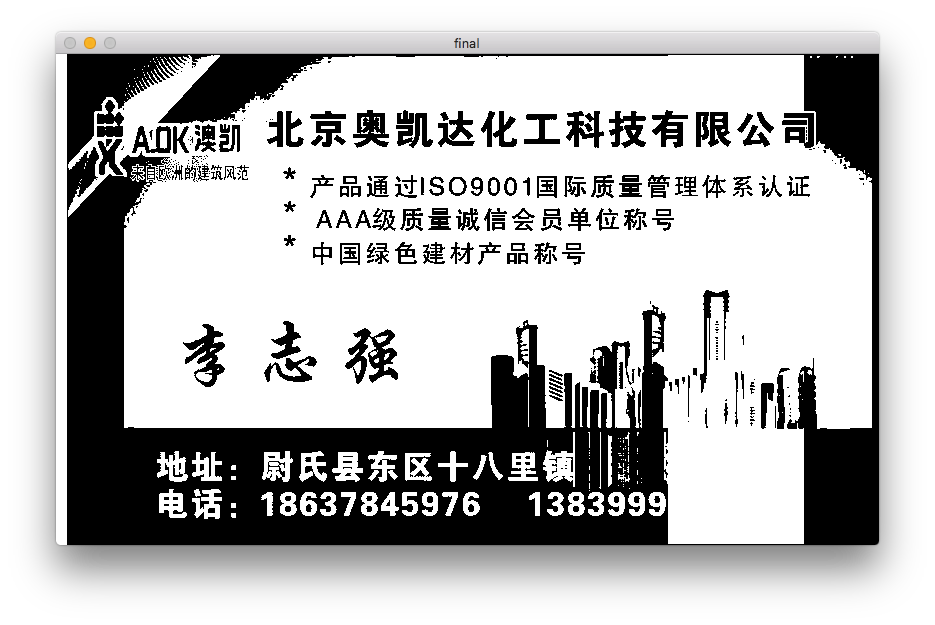 final
AOK澳凯
来自欧洲的建筑风范
北京奥凯达化工科技有限公司
* 产品通过ISO9001国际质量管理体系认证
* AAA级质量诚信会员单位称号
* 中国绿色建材产品称号
李志强
地址：尉氏县东区十八里镇
电话：18637845976 1383999